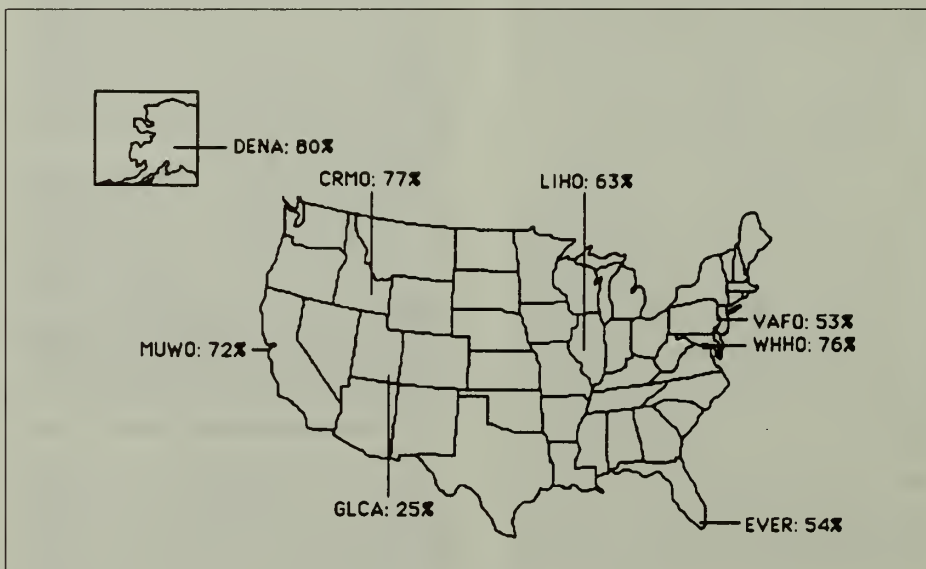 DENA: 80%
CRMO: 77%
LIHO: 63%
VAFO: 53%
MUWO: 72%
WHHO: 76%
GLCA: 25%
EVER: 54%